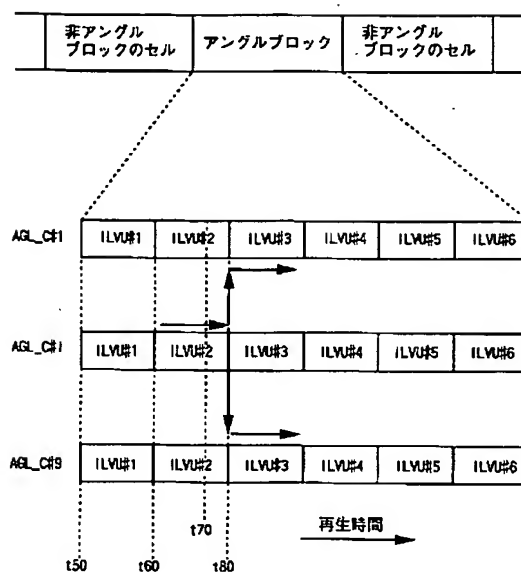 非アングル
ブロックのセル
アングルブロック
非アングル
ブロックのセル
AGL_C#1
ILVU#1
ILVU#2
ILVU#3
ILVU#4
ILVU#5
ILVU#6
AGL_C#i
ILVU#1
ILVU#2
ILVU#3
ILVU#4
ILVU#5
ILVU#6
AGL_C#9
ILVU#1
ILVU#2
ILVU#3
ILVU#4
ILVU#5
ILVU#6
t70
再生時間
t50
t60
t80